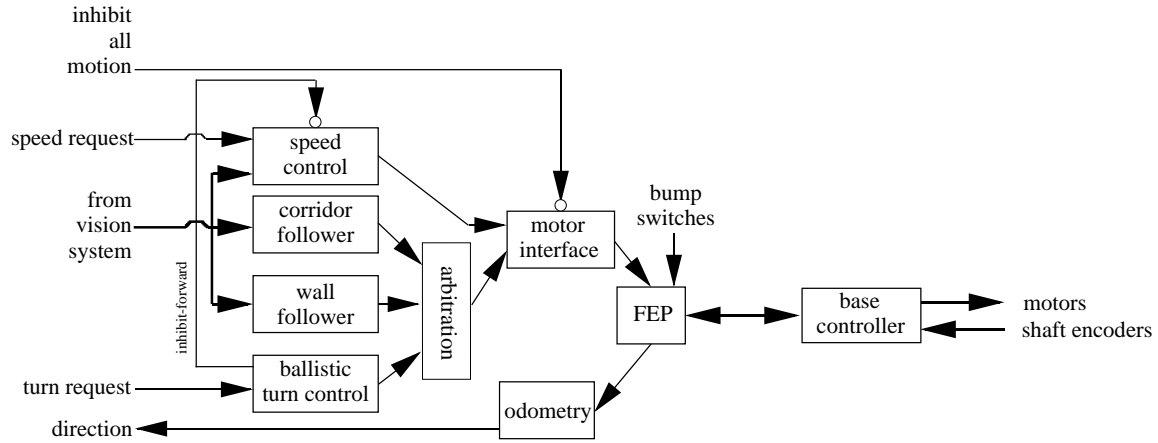 inhibit
all
motion
speed request
speed
control
from
vision
system
corridor
follower
motor
interface
bump
switches
inhibit-forward
wall
follower
arbitration
FEP
base
controller
motors
shaft encoders
turn request
ballistic
turn control
odometry
direction